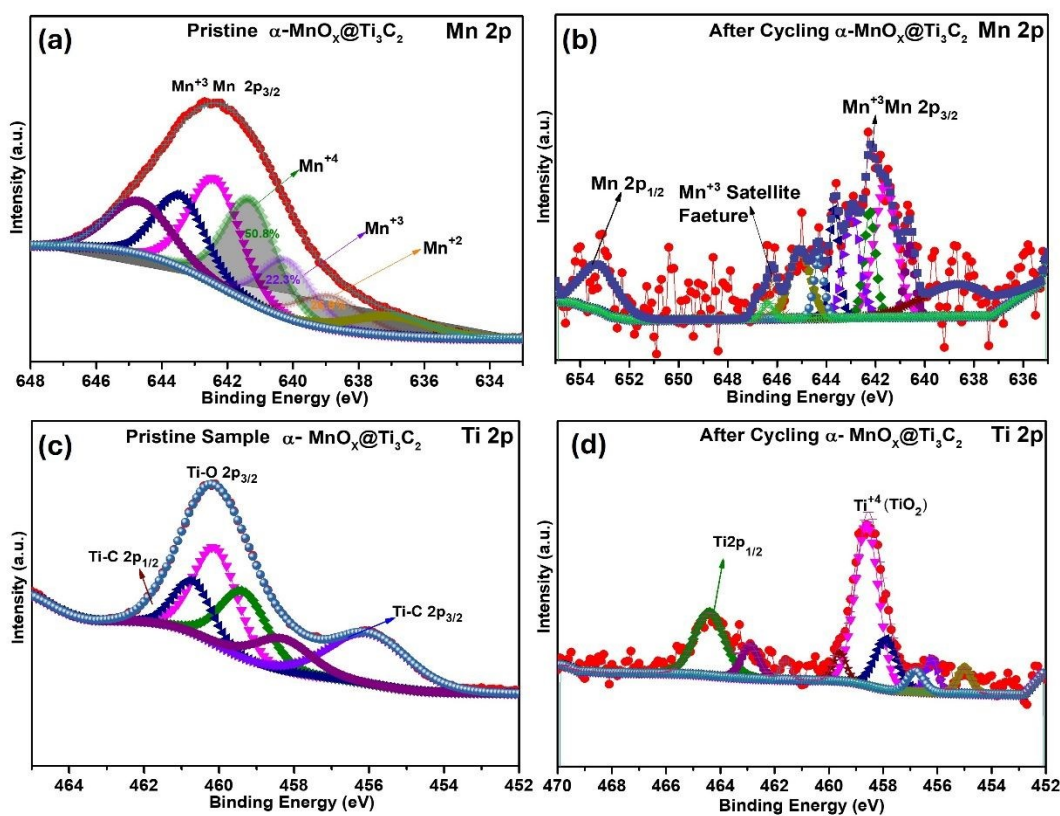 (a)
Pristine α-MnOₓ@Ti₃C₂ Mn 2p
Mn⁺³ Mn 2p₃/₂
Mn⁺⁴
50.8%
Mn⁺³
22.3%
Mn⁺²
Intensity (a.u.)
648 646 644 642 640 638 636 634
Binding Energy (eV)
(b)
After Cycling α-MnOₓ@Ti₃C₂ Mn 2p
Mn⁺³Mn 2p₃/₂
Mn 2p₁/₂
Mn⁺³ Satellite
Faeture
Intensity (a.u.)
654 652 650 648 646 644 642 640 638 636
Binding Energy (eV)
(c)
Pristine Sample α- MnOₓ@Ti₃C₂ Ti 2p
Ti-O 2p₃/₂
Ti-C 2p₁/₂
Ti-C 2p₃/₂
Intensity (a.u.)
464 462 460 458 456 454 452
Binding Energy (eV)
(d)
After Cycling α- MnOₓ@Ti₃C₂ Ti 2p
Ti⁺⁴ (TiO₂)
Ti2p₁/₂
Intensity (a.u.)
470 468 466 464 462 460 458 456 454 452
Binding Energy (eV)